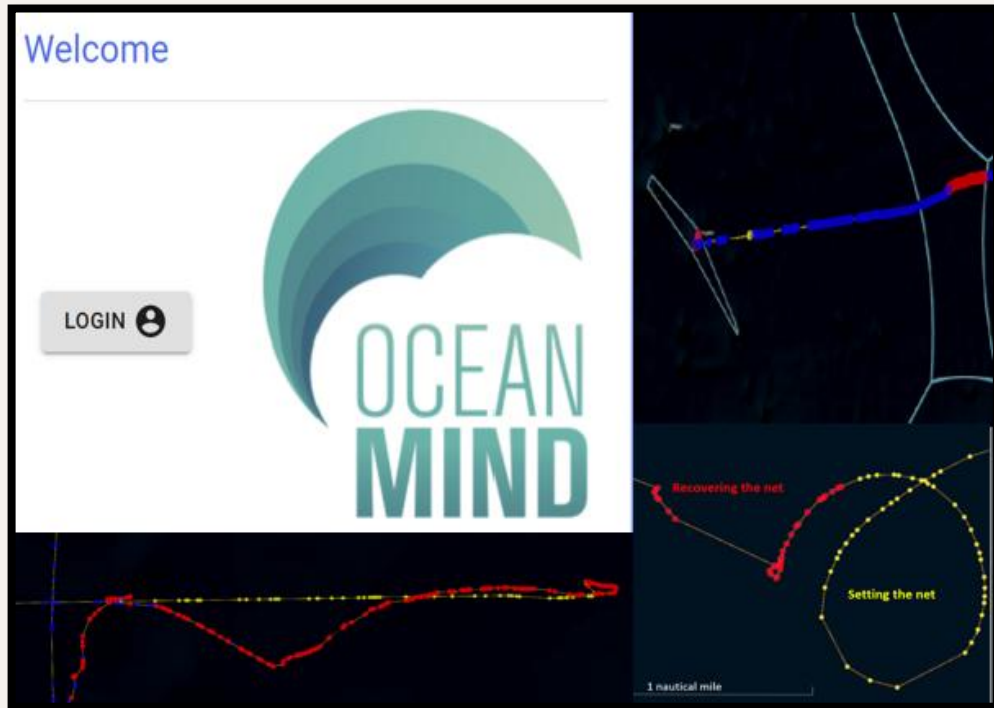 Welcome
LOGIN
OCEAN
MIND
Recovering the net
Setting the net
1 nautical mile